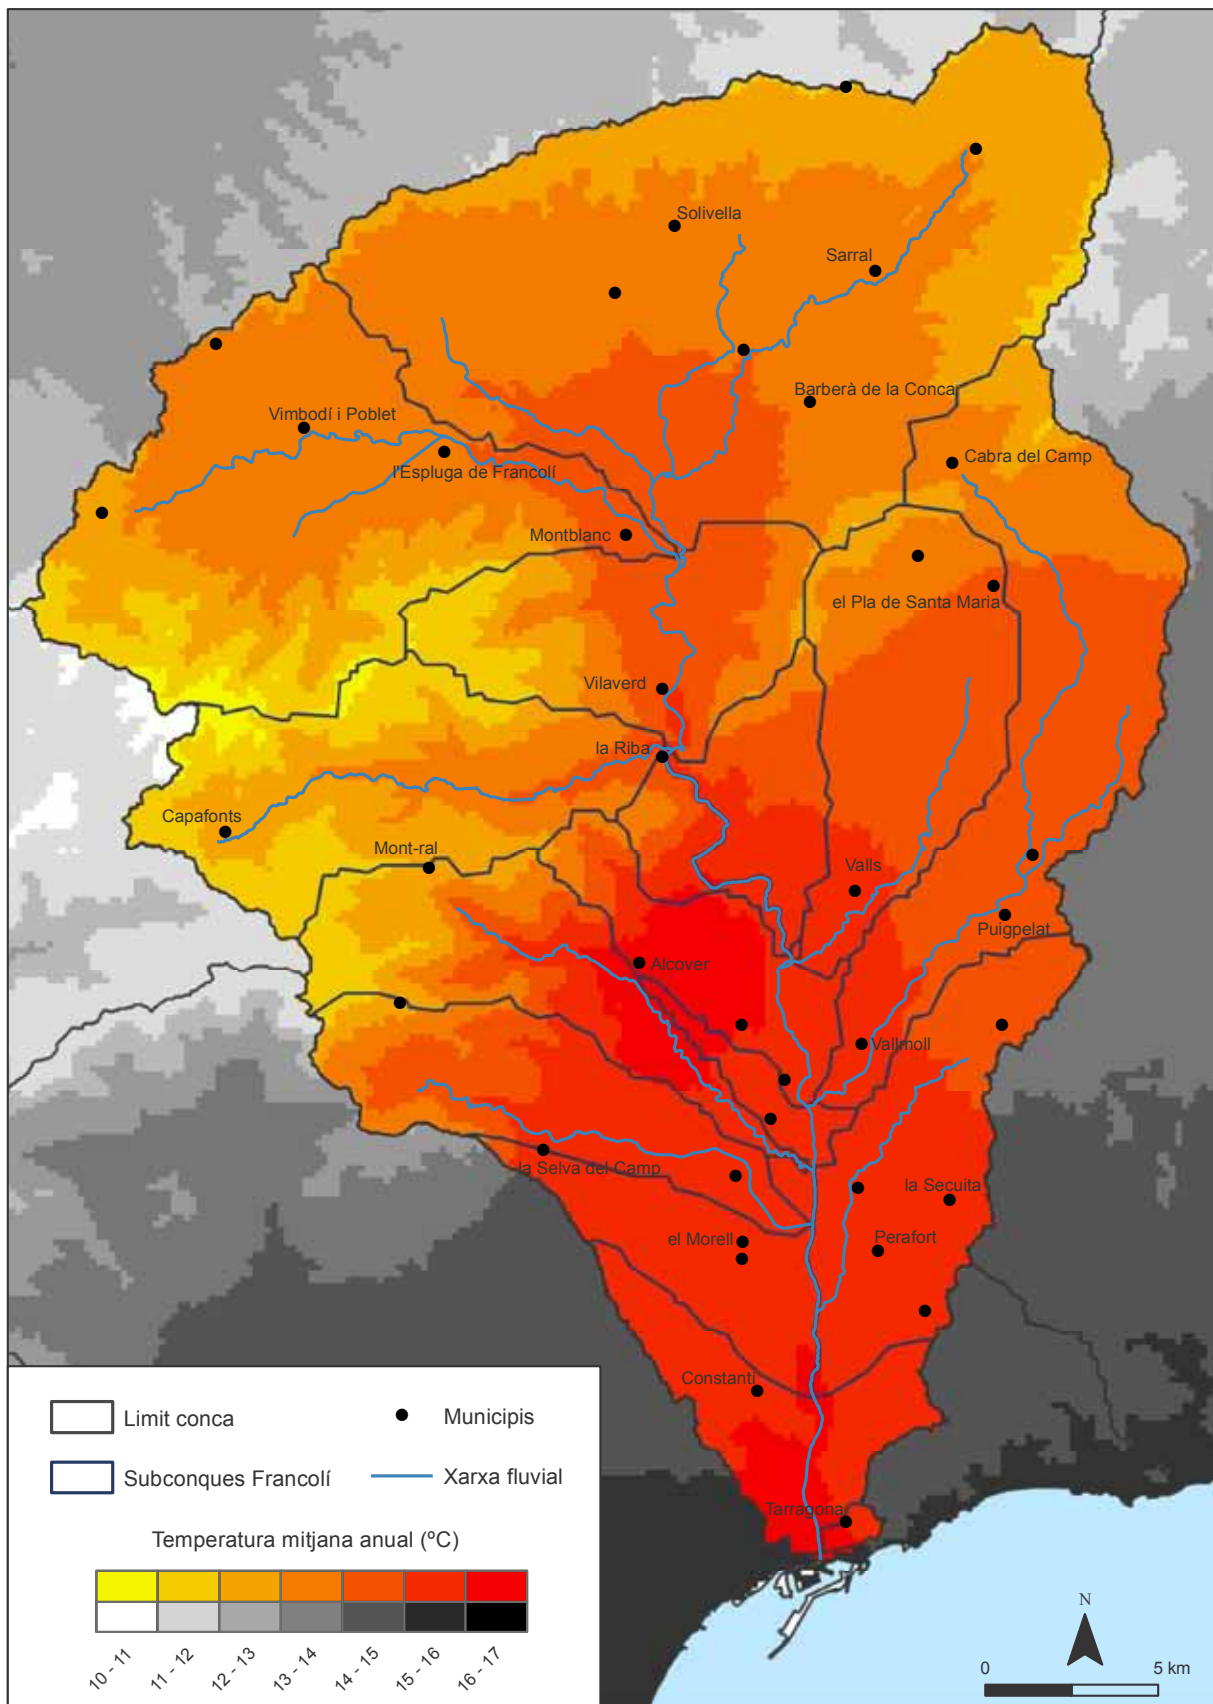 Solivella
Sarral
Barberà de la Conca
Vimbodí i Poblet
Cabra del Camp
l'Espluga de Francolí
Montblanc
el Pla de Santa Maria
Vilaverd
la Riba
Capafonts
Mont-ral
Valls
Puigpelat
Alcover
Vallmoll
la Selva del Camp
la Secuita
el Morell
Perafort
Constantí
Tarragona
Limit conca
Municipis
Subconques Francolí
Xarxa fluvial
Temperatura mitjana anual (ºC)
10 - 11
11 - 12
12 - 13
13 - 14
14 - 15
15 - 16
16 - 17
N
0 5 km